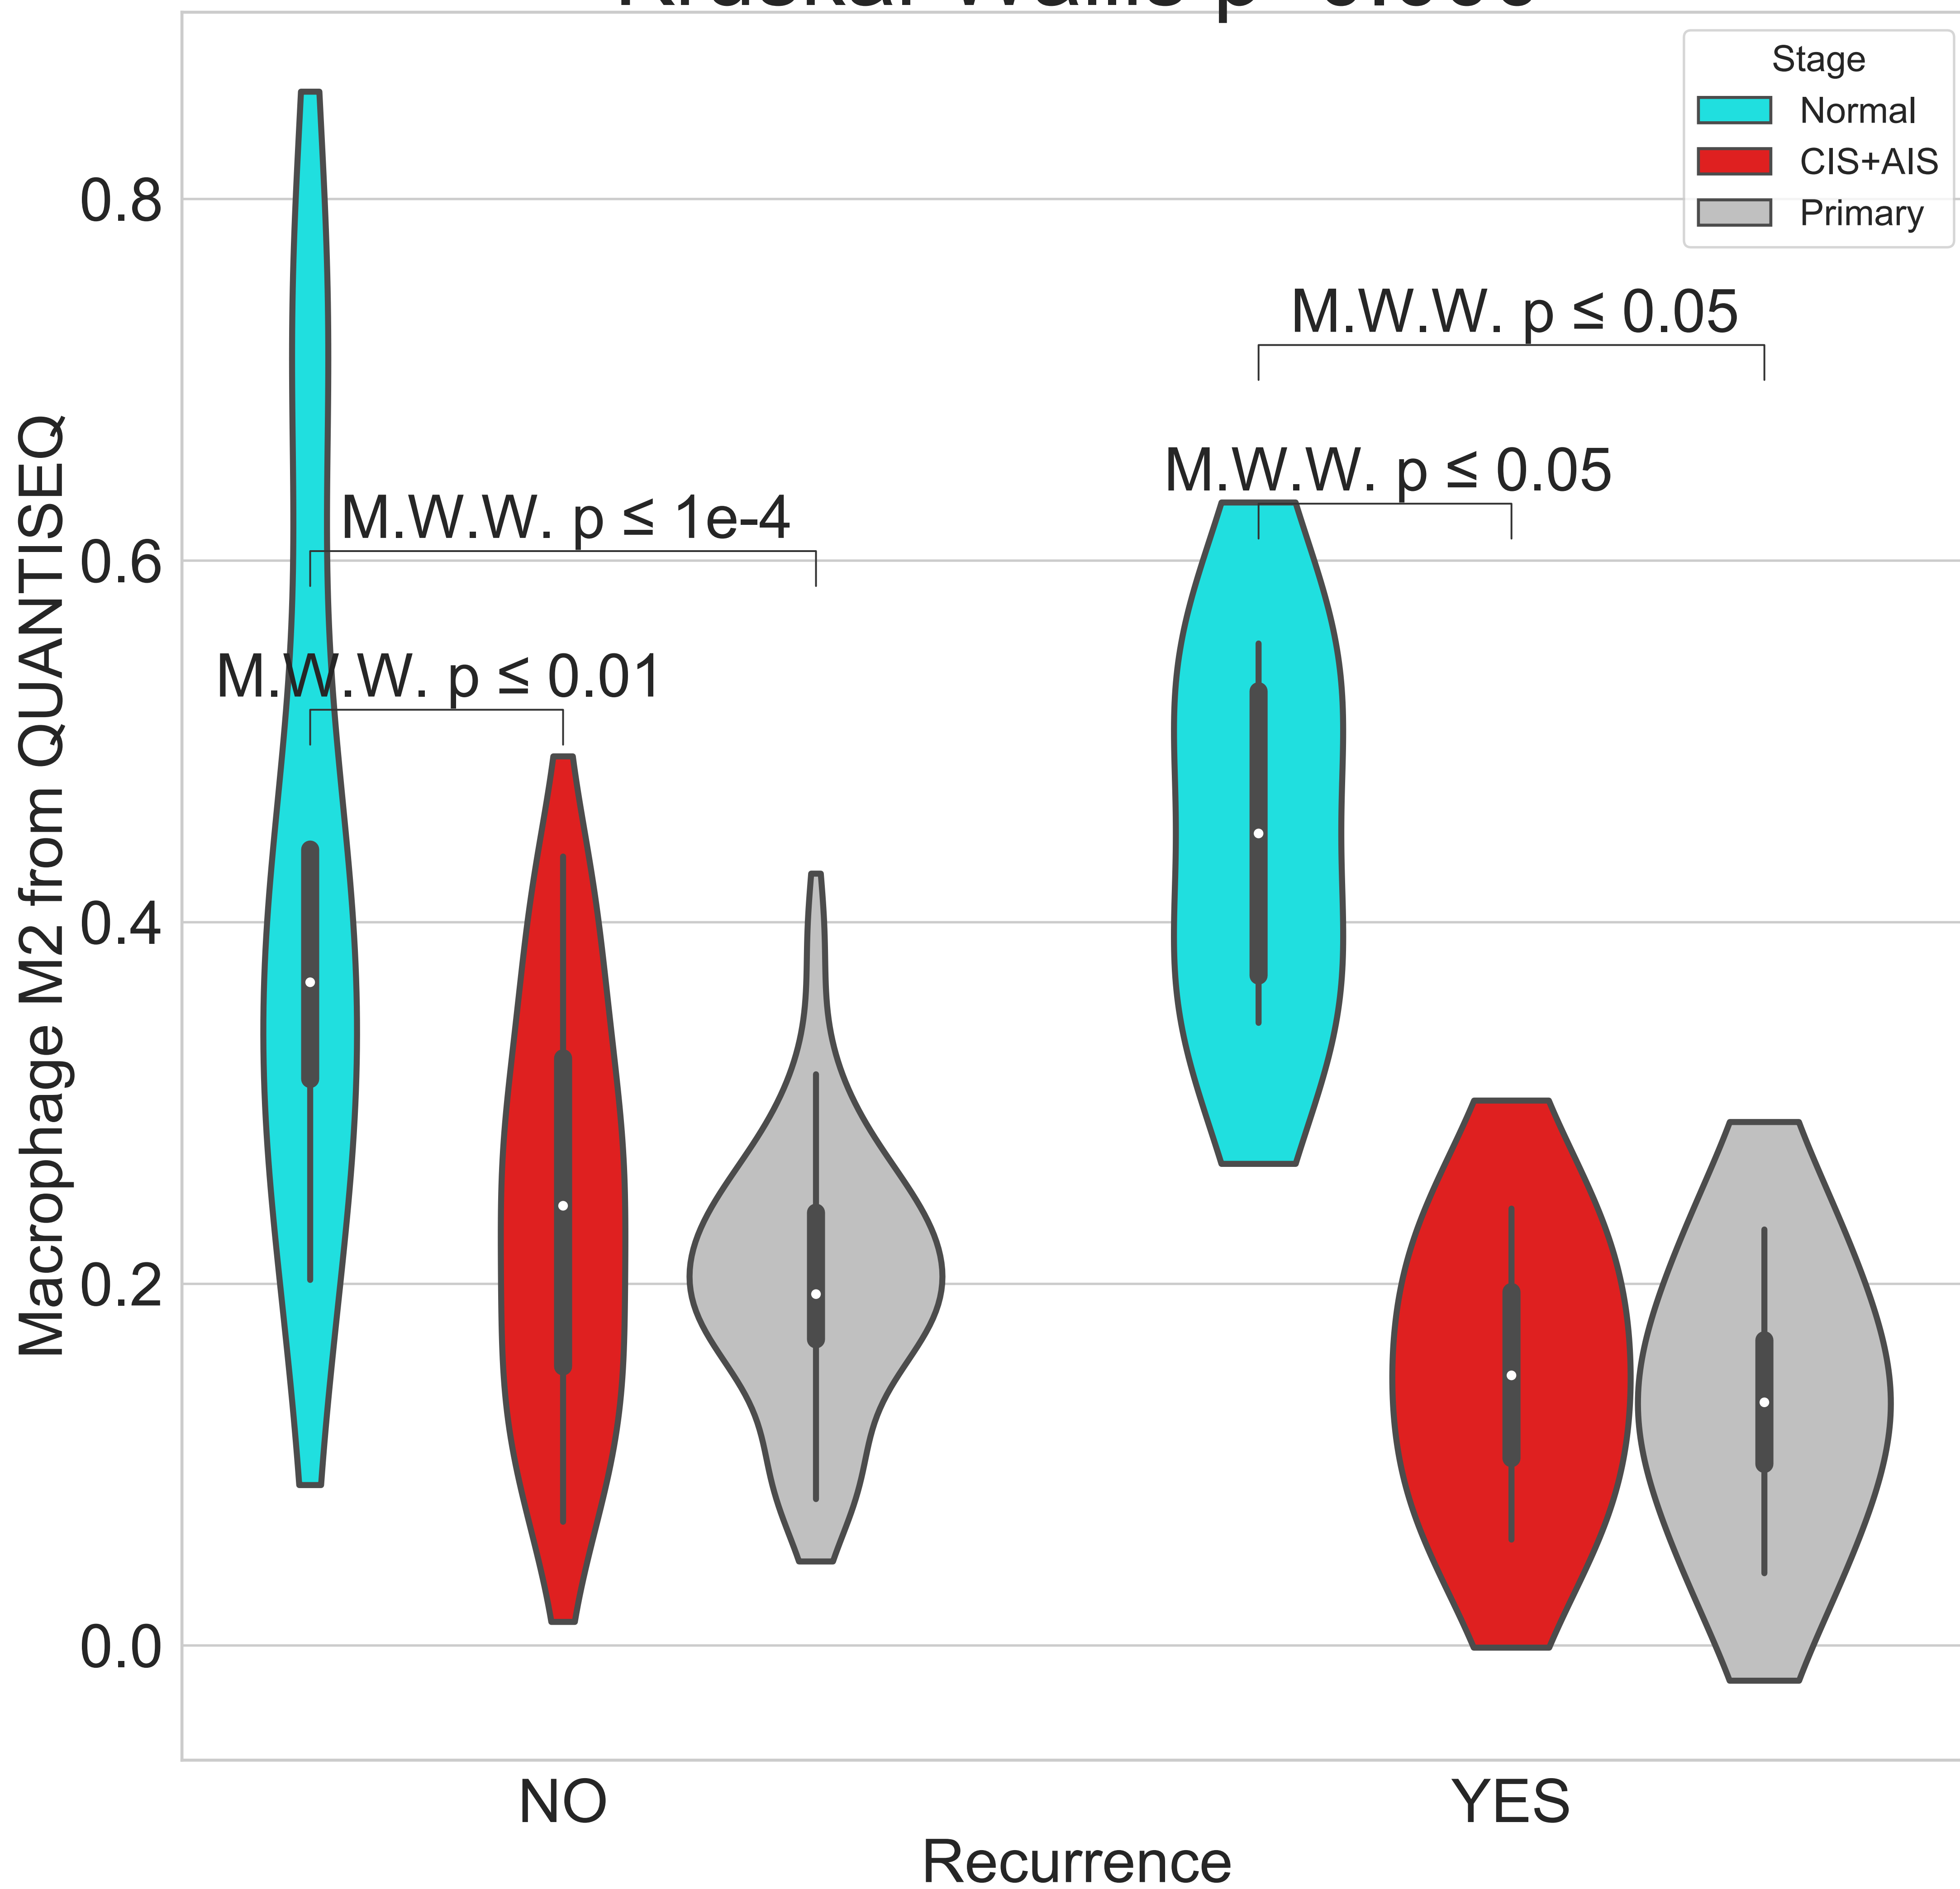 Stage
Normal
CIS+AIS
Primary
0.8
0.6
0.4
0.2
0.0
Macrophage M2 from QUANTISEQ
M.W.W. p ≤ 0.05
M.W.W. p ≤ 0.05
M.W.W. p ≤ 1e-4
M.W.W. p ≤ 0.01
NO
YES
Recurrence